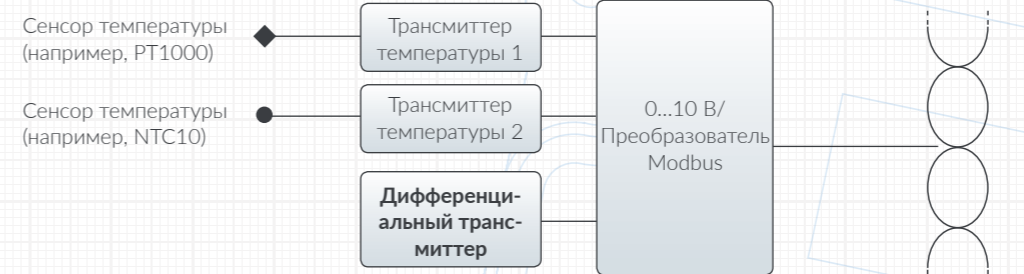 Сенсор температуры
(например, PT1000)
Трансмиттер
температуры 1
Сенсор температуры
(например, NTC10)
Трансмиттер
температуры 2
Дифференци-
альный транс-
миттер
0...10 В/
Преобразователь
Modbus